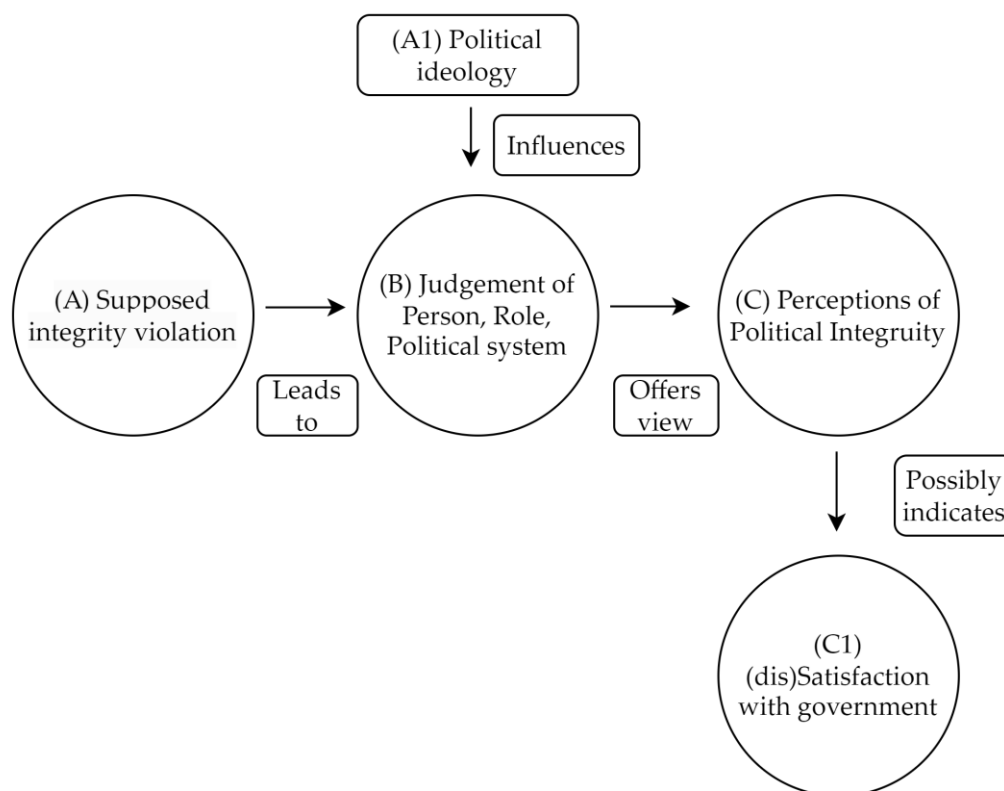 (A1) Political
ideology
Influences
(A) Supposed
integrity violation
(B) Judgement of
Person, Role,
Political system
(C) Perceptions of
Political Integruity
Leads
to
Offers
view
Possibly
indicates
(C1)
(dis)Satisfaction
with government